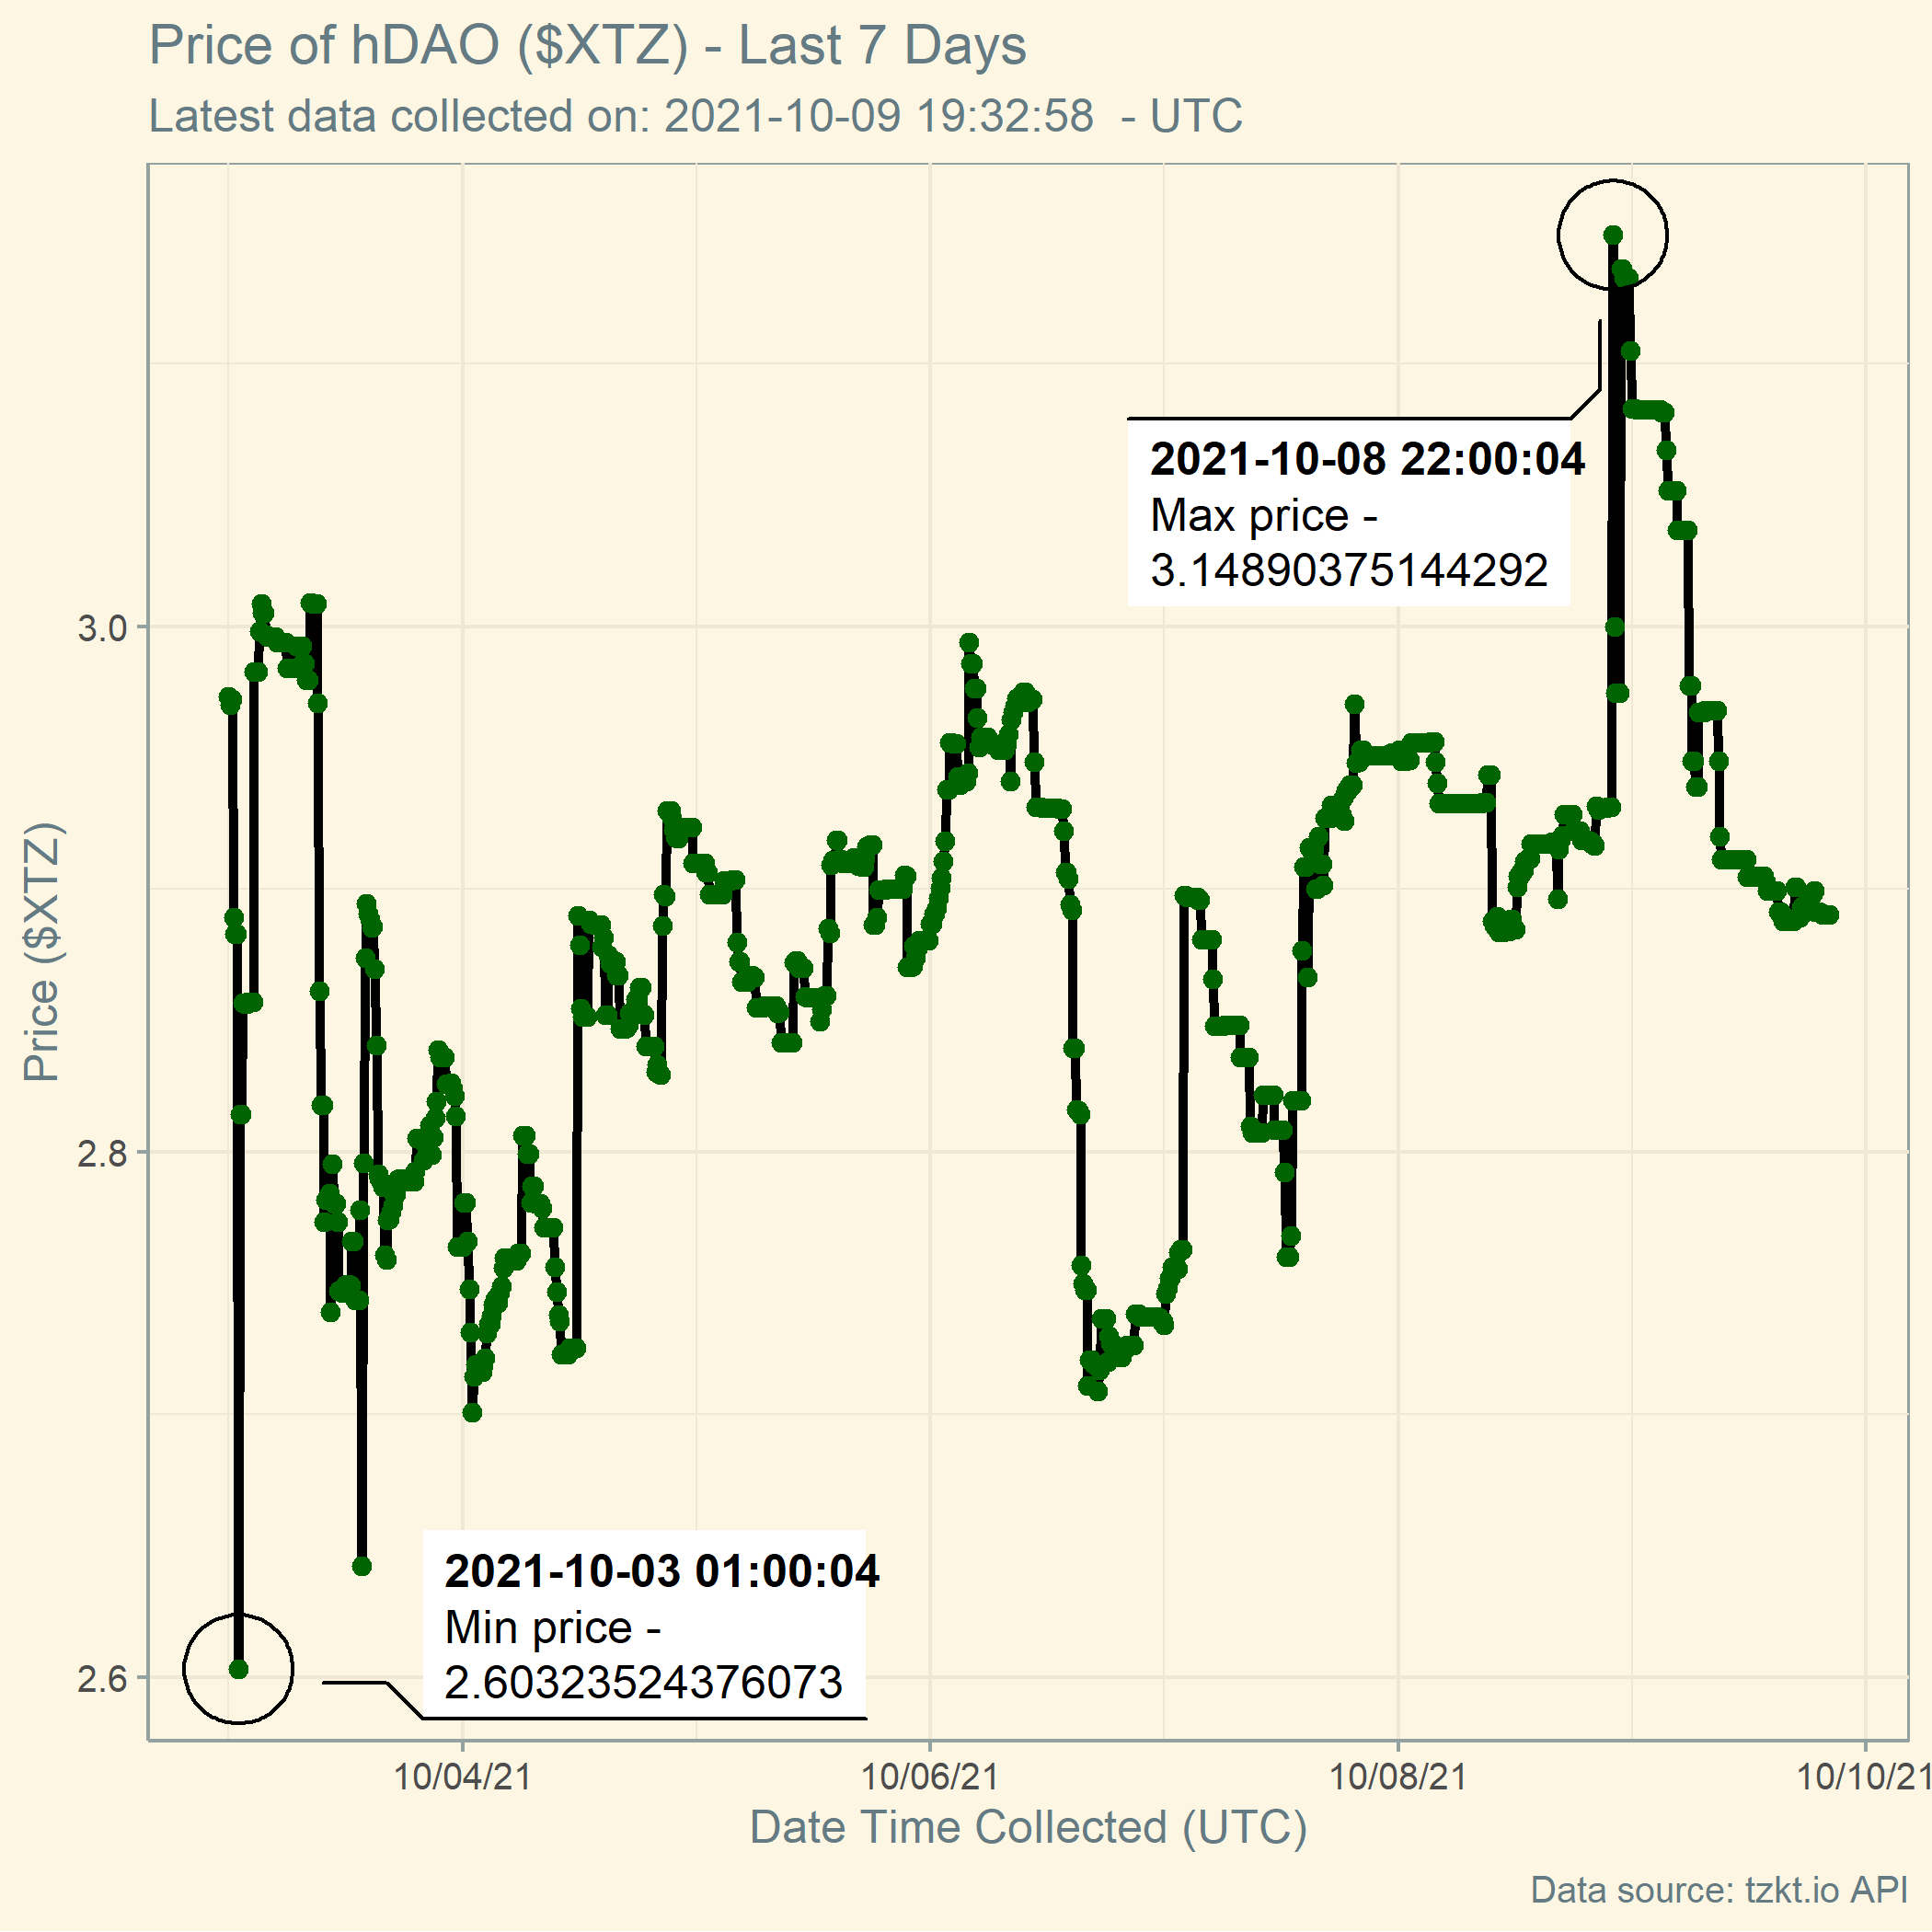 Price of hDAO ($XTZ) - Last 7 Days
Latest data collected on: 2021-10-09 19:32:58  - UTC
2021-10-08 22:00:04
Max price -
3.14890375144292
3.0
Price ($XTZ)
2.8
2021-10-03 01:00:04
Min price -
2.60323524376073
2.6
10/04/21
10/06/21
10/08/21
10/10/21
Date Time Collected (UTC)
Data source: tzkt.io API